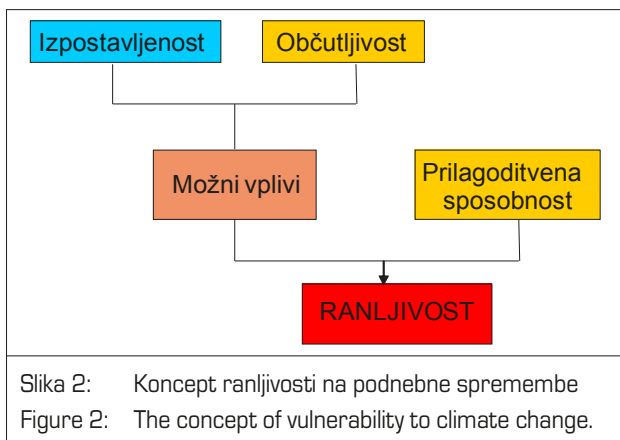 Izpostavljenost
Občutljivost
Možni vplivi
Prilagoditvena
sposobnost
RANLJIVOST
Slika 2: Koncept ranljivosti na podnebne spremembe
Figure 2: The concept of vulnerability to climate change.